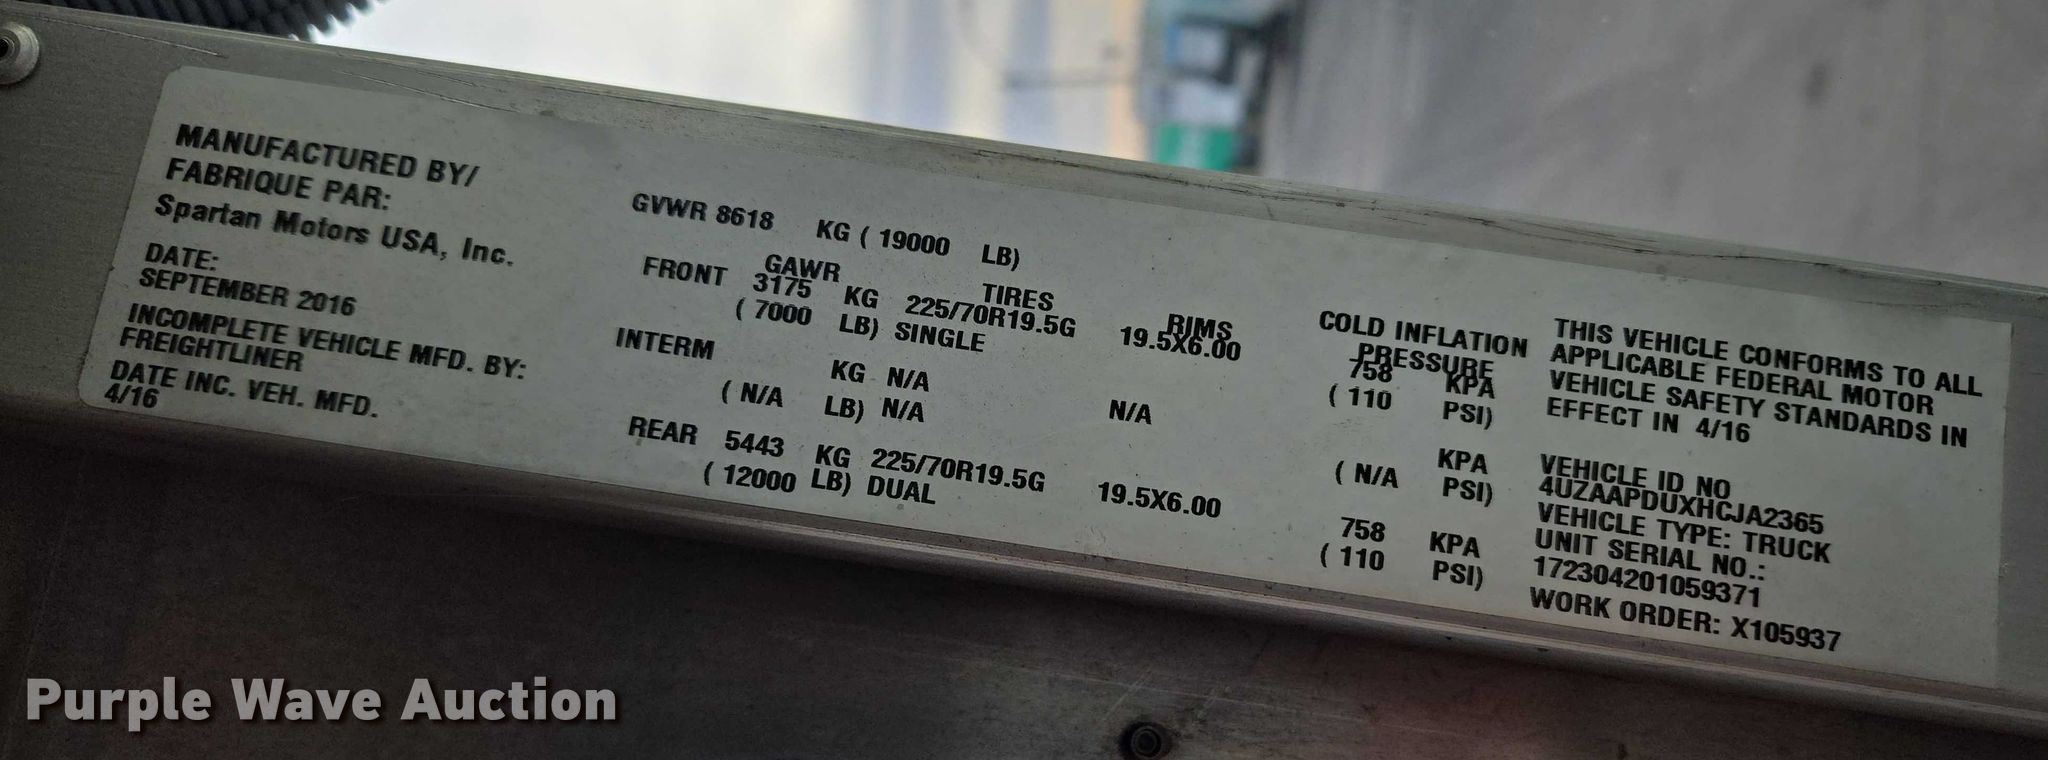 MANUFACTURED BY/
FABRIQUE PAR:
Spartan Motors USA, Inc.
DATE:
SEPTEMBER 2016
INCOMPLETE VEHICLE MFD. BY:
FREIGHTLINER
DATE INC. VEH. MFD.
4/16
GVWR 8618 KG ( 19000 LB)
GAWR TIRES RIMS COLD INFLATION PRESSURE
FRONT 3175 KG 225/70R19.5G 19.5X6.00 758 KPA
( 7000 LB) SINGLE ( 110 PSI)
INTERM KG N/A KPA
( N/A LB) N/A N/A ( N/A PSI)
REAR 5443 KG 225/70R19.5G 19.5X6.00 758 KPA
( 12000 LB) DUAL ( 110 PSI)
THIS VEHICLE CONFORMS TO ALL
APPLICABLE FEDERAL MOTOR
VEHICLE SAFETY STANDARDS IN
EFFECT IN 4/16
VEHICLE ID NO
4UZAAPDUXHCJA2365
VEHICLE TYPE: TRUCK
UNIT SERIAL NO.:
172304201059371
WORK ORDER: X105937
Purple Wave Auction